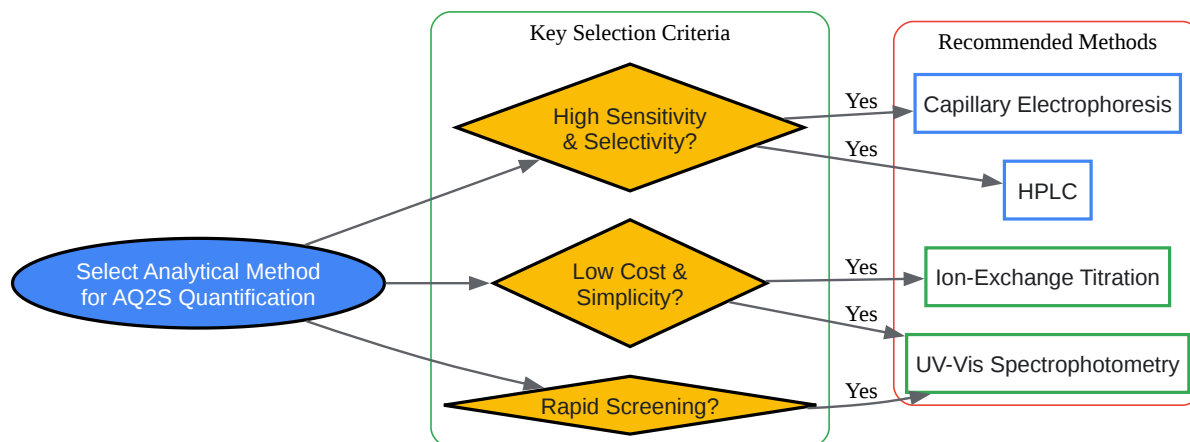 Key Selection Criteria
Recommended Methods
High Sensitivity
& Selectivity?
Yes
Capillary Electrophoresis
Yes
HPLC
Select Analytical Method
for AQ2S Quantification
Low Cost &
Simplicity?
Yes
Ion-Exchange Titration
Yes
UV-Vis Spectrophotometry
Rapid Screening?
Yes